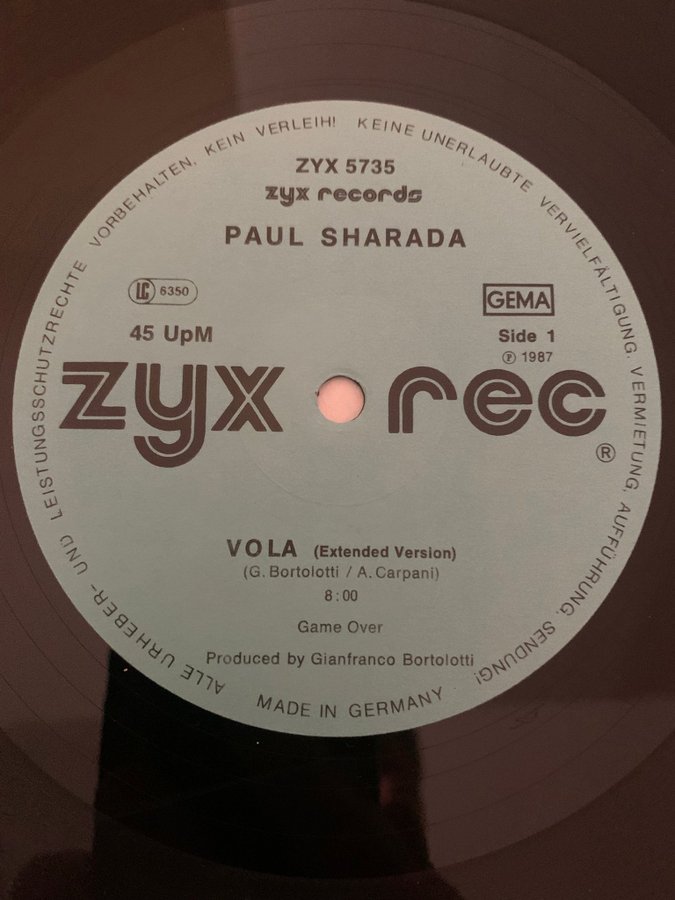 ALLE URHEBER- UND LEISTUNGSSCHUTZRECHTE VORBEHALTEN. KEIN VERLEIH! KEINE UNERLAUBTE VERVIELFÄLTIGUNG, VERMIETUNG, AUFFÜHRUNG, SENDUNG!
ZYX 5735
zyx records
PAUL SHARADA
LC 6350
GEMA
45 UpM
Side 1
Ⓟ 1987
zyx rec
®
VOLA (Extended Version)
(G. Bortolotti / A. Carpani)
8:00
Game Over
Produced by Gianfranco Bortolotti
MADE IN GERMANY